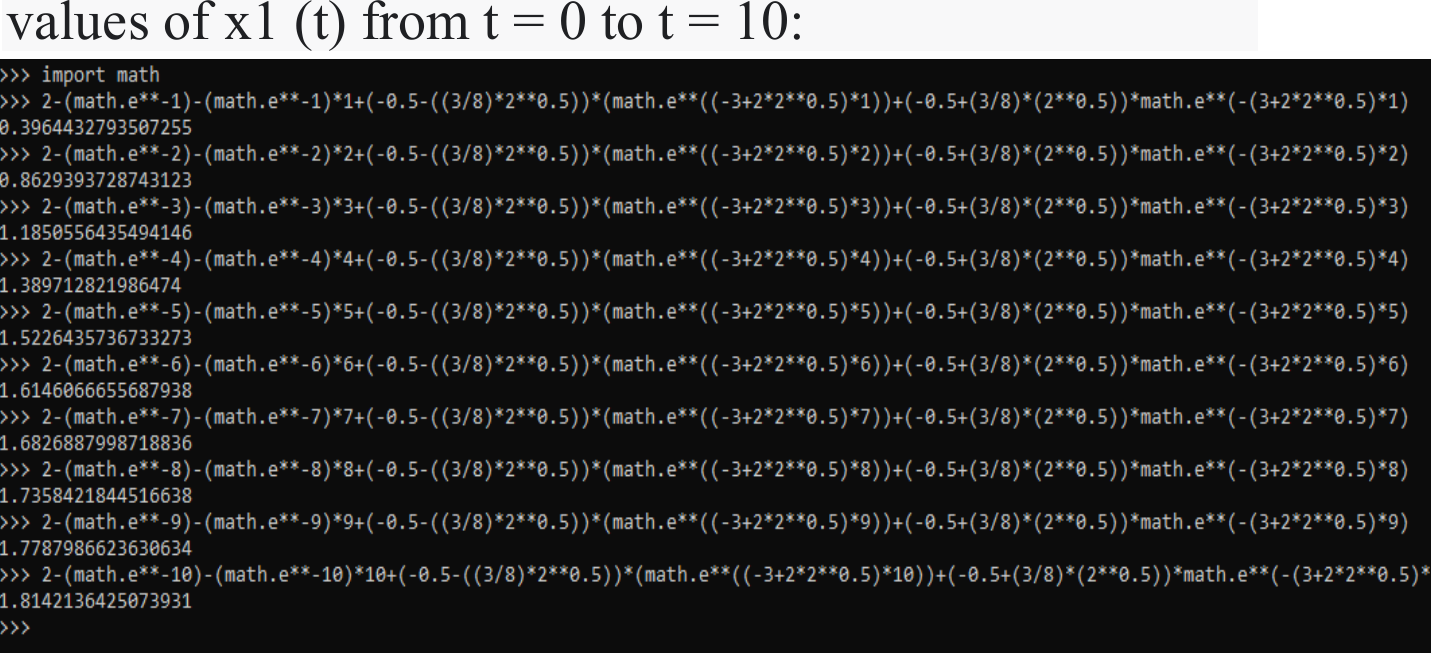 values of x1 (t) from t = 0 to t = 10:
>>> import math
>>> 2-(math.e**-1)-(math.e**-1)*1+(-0.5-((3/8)*2**0.5))*(math.e**((-3+2*2**0.5)*1))+(-0.5+(3/8)*(2**0.5))*math.e**(-(3+2*2**0.5)*1)
0.3964432793507255
>>> 2-(math.e**-2)-(math.e**-2)*2+(-0.5-((3/8)*2**0.5))*(math.e**((-3+2*2**0.5)*2))+(-0.5+(3/8)*(2**0.5))*math.e**(-(3+2*2**0.5)*2)
0.8629393728743123
>>> 2-(math.e**-3)-(math.e**-3)*3+(-0.5-((3/8)*2**0.5))*(math.e**((-3+2*2**0.5)*3))+(-0.5+(3/8)*(2**0.5))*math.e**(-(3+2*2**0.5)*3)
1.1850556435494146
>>> 2-(math.e**-4)-(math.e**-4)*4+(-0.5-((3/8)*2**0.5))*(math.e**((-3+2*2**0.5)*4))+(-0.5+(3/8)*(2**0.5))*math.e**(-(3+2*2**0.5)*4)
1.389712821986474
>>> 2-(math.e**-5)-(math.e**-5)*5+(-0.5-((3/8)*2**0.5))*(math.e**((-3+2*2**0.5)*5))+(-0.5+(3/8)*(2**0.5))*math.e**(-(3+2*2**0.5)*5)
1.5226435736733273
>>> 2-(math.e**-6)-(math.e**-6)*6+(-0.5-((3/8)*2**0.5))*(math.e**((-3+2*2**0.5)*6))+(-0.5+(3/8)*(2**0.5))*math.e**(-(3+2*2**0.5)*6)
1.6146066655687938
>>> 2-(math.e**-7)-(math.e**-7)*7+(-0.5-((3/8)*2**0.5))*(math.e**((-3+2*2**0.5)*7))+(-0.5+(3/8)*(2**0.5))*math.e**(-(3+2*2**0.5)*7)
1.6826887998718836
>>> 2-(math.e**-8)-(math.e**-8)*8+(-0.5-((3/8)*2**0.5))*(math.e**((-3+2*2**0.5)*8))+(-0.5+(3/8)*(2**0.5))*math.e**(-(3+2*2**0.5)*8)
1.7358421844516638
>>> 2-(math.e**-9)-(math.e**-9)*9+(-0.5-((3/8)*2**0.5))*(math.e**((-3+2*2**0.5)*9))+(-0.5+(3/8)*(2**0.5))*math.e**(-(3+2*2**0.5)*9)
1.7787986623630634
>>> 2-(math.e**-10)-(math.e**-10)*10+(-0.5-((3/8)*2**0.5))*(math.e**((-3+2*2**0.5)*10))+(-0.5+(3/8)*(2**0.5))*math.e**(-(3+2*2**0.5)*
1.8142136425073931
>>>